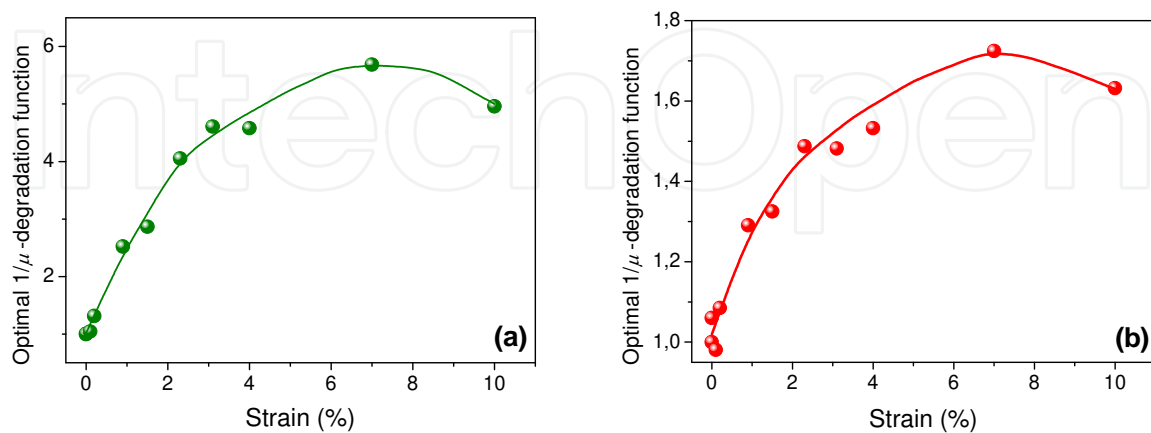 IntechOpen
Optimal 1/μ-degradation function
6
4
2
0
2
4
6
8
10
Strain (%)
(a)
Optimal 1/μ-degradation function
1,8
1,6
1,4
1,2
1,0
0
2
4
6
8
10
Strain (%)
(b)